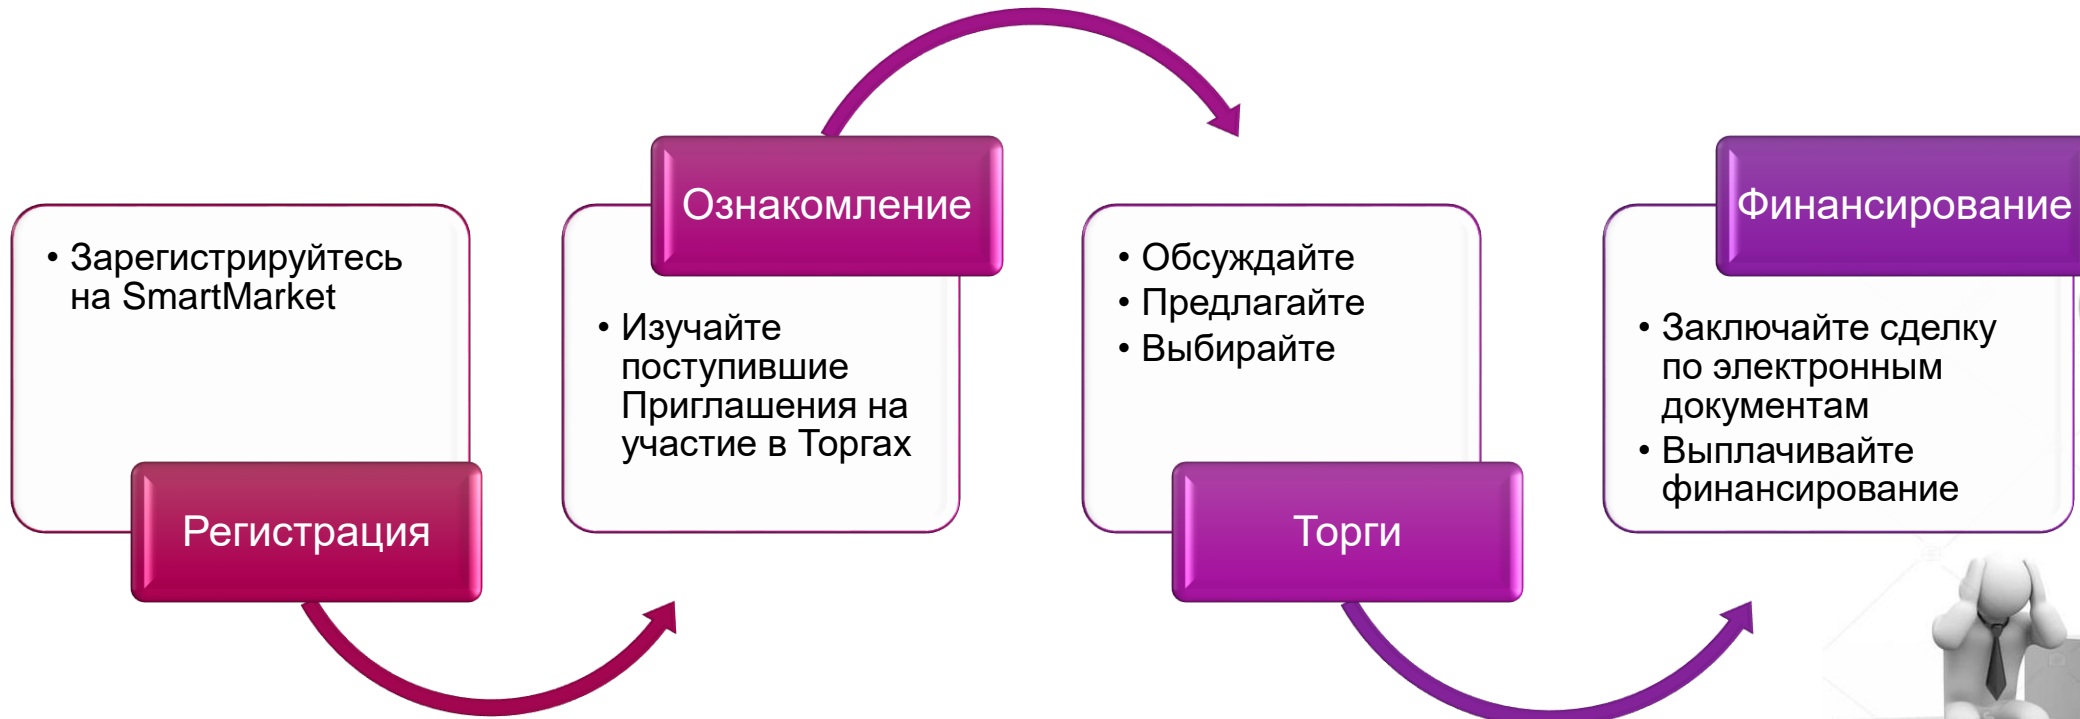 • Зарегистрируйтесь
на SmartMarket
Регистрация
Ознакомление
• Изучайте
поступившие
Приглашения на
участие в Торгах
• Обсуждайте
• Предлагайте
• Выбирайте
Торги
Финансирование
• Заключайте сделку
по электронным
документам
• Выплачивайте
финансирование